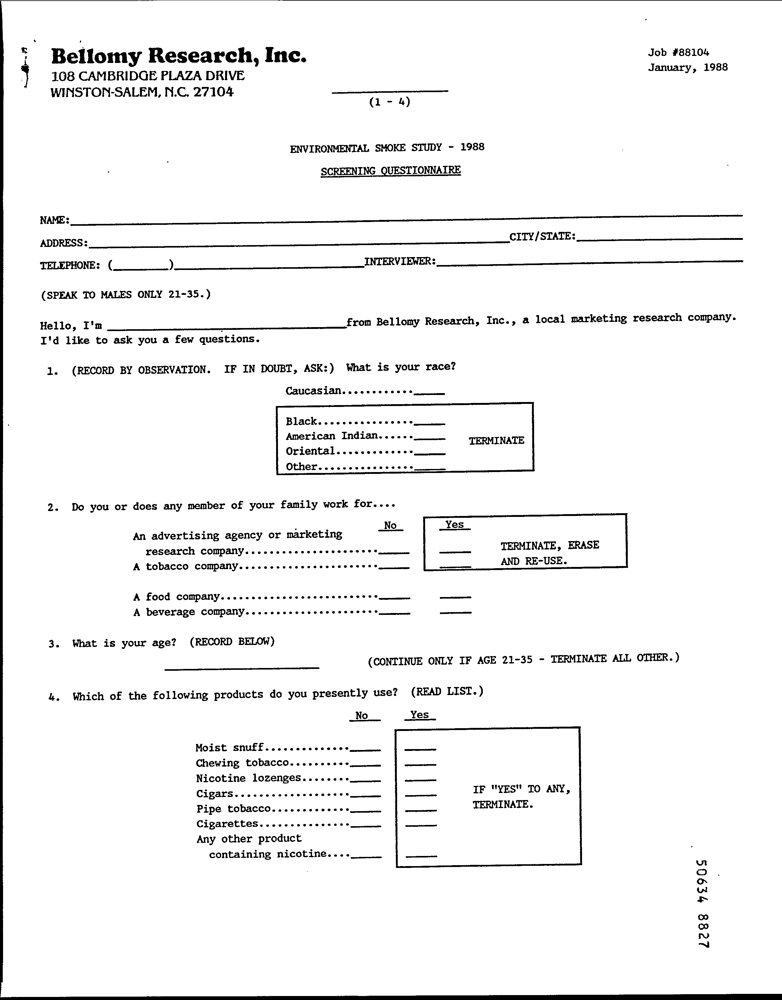 Bellomy Research, Inc.
108 CAMBRIDGE PLAZA DRIVE
WINSTON-SALEM, N.C. 27104
Job #88104
January, 1988
(1 - 4)
ENVIRONMENTAL SMOKE STUDY - 1988
SCREENING QUESTIONNAIRE
NAME:
ADDRESS: CITY/STATE:
TELEPHONE: ( ) INTERVIEWER:
(SPEAK TO MALES ONLY 21-35.)
Hello, I'm from Bellomy Research, Inc., a local marketing research company.
I'd like to ask you a few questions.
1. (RECORD BY OBSERVATION. IF IN DOUBT, ASK:) What is your race?
Caucasian............
Black................
American Indian......
Oriental.............
Other................
TERMINATE
2. Do you or does any member of your family work for....
No Yes
An advertising agency or marketing
research company......................
A tobacco company.......................
TERMINATE, ERASE
AND RE-USE.
A food company..........................
A beverage company......................
3. What is your age? (RECORD BELOW)
(CONTINUE ONLY IF AGE 21-35 - TERMINATE ALL OTHER.)
4. Which of the following products do you presently use? (READ LIST.)
No Yes
Moist snuff..............
Chewing tobacco..........
Nicotine lozenges........
Cigars...................
Pipe tobacco.............
Cigarettes...............
Any other product
containing nicotine....
IF "YES" TO ANY,
TERMINATE.
50634 8827